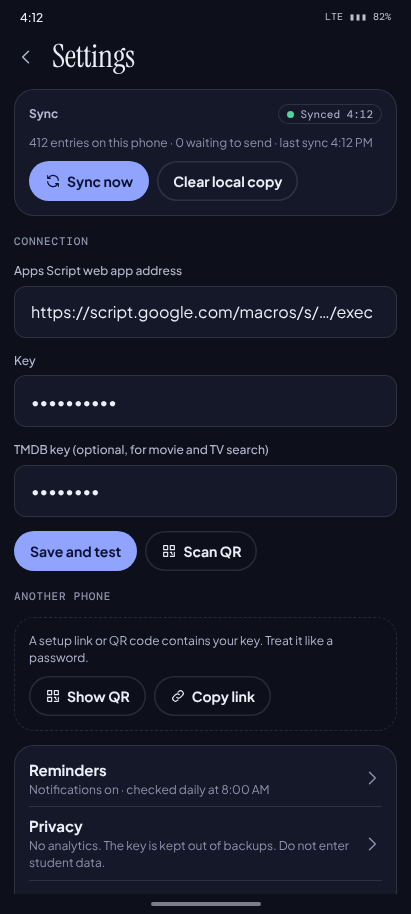 4:12
LTE 82%
Settings
Sync
Synced 4:12
412 entries on this phone · 0 waiting to send · last sync 4:12 PM
Sync now
Clear local copy
CONNECTION
Apps Script web app address
https://script.google.com/macros/s/…/exec
Key
••••••••••
TMDB key (optional, for movie and TV search)
••••••••
Save and test
Scan QR
ANOTHER PHONE
A setup link or QR code contains your key. Treat it like a
password.
Show QR
Copy link
Reminders
Notifications on · checked daily at 8:00 AM
Privacy
No analytics. The key is kept out of backups. Do not enter
student data.